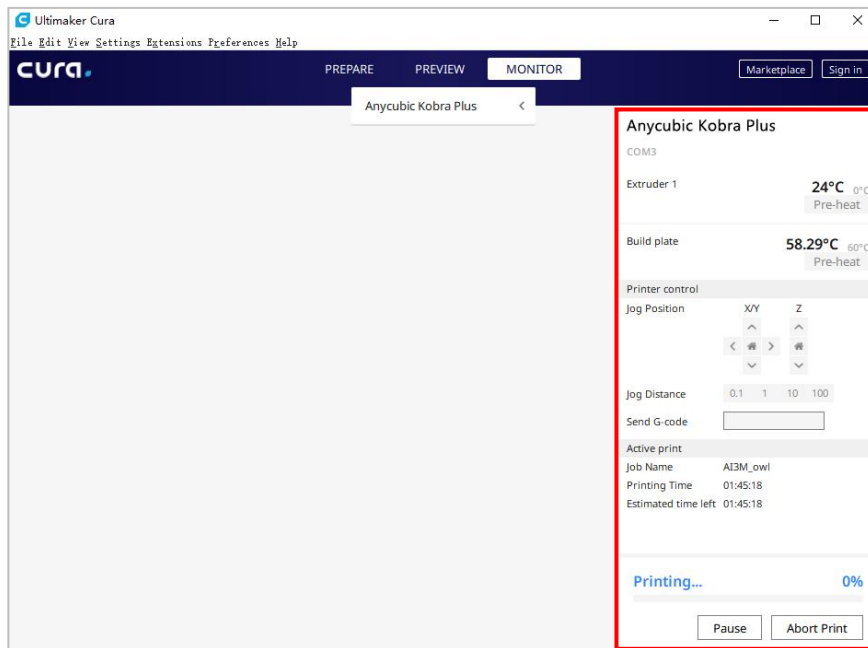 Ultimaker Cura
File Edit View Settings Extensions Preferences Help
cura.
PREPARE PREVIEW MONITOR
Marketplace Sign in
Anycubic Kobra Plus
Anycubic Kobra Plus
COM3
Extruder 1 24°C 0°C
Pre-heat
Build plate 58.29°C 60°C
Pre-heat
Printer control
Jog Position X/Y Z
Jog Distance 0.1 1 10 100
Send G-code
Active print
Job Name AI3M_owl
Printing Time 01:45:18
Estimated time left 01:45:18
Printing... 0%
Pause Abort Print